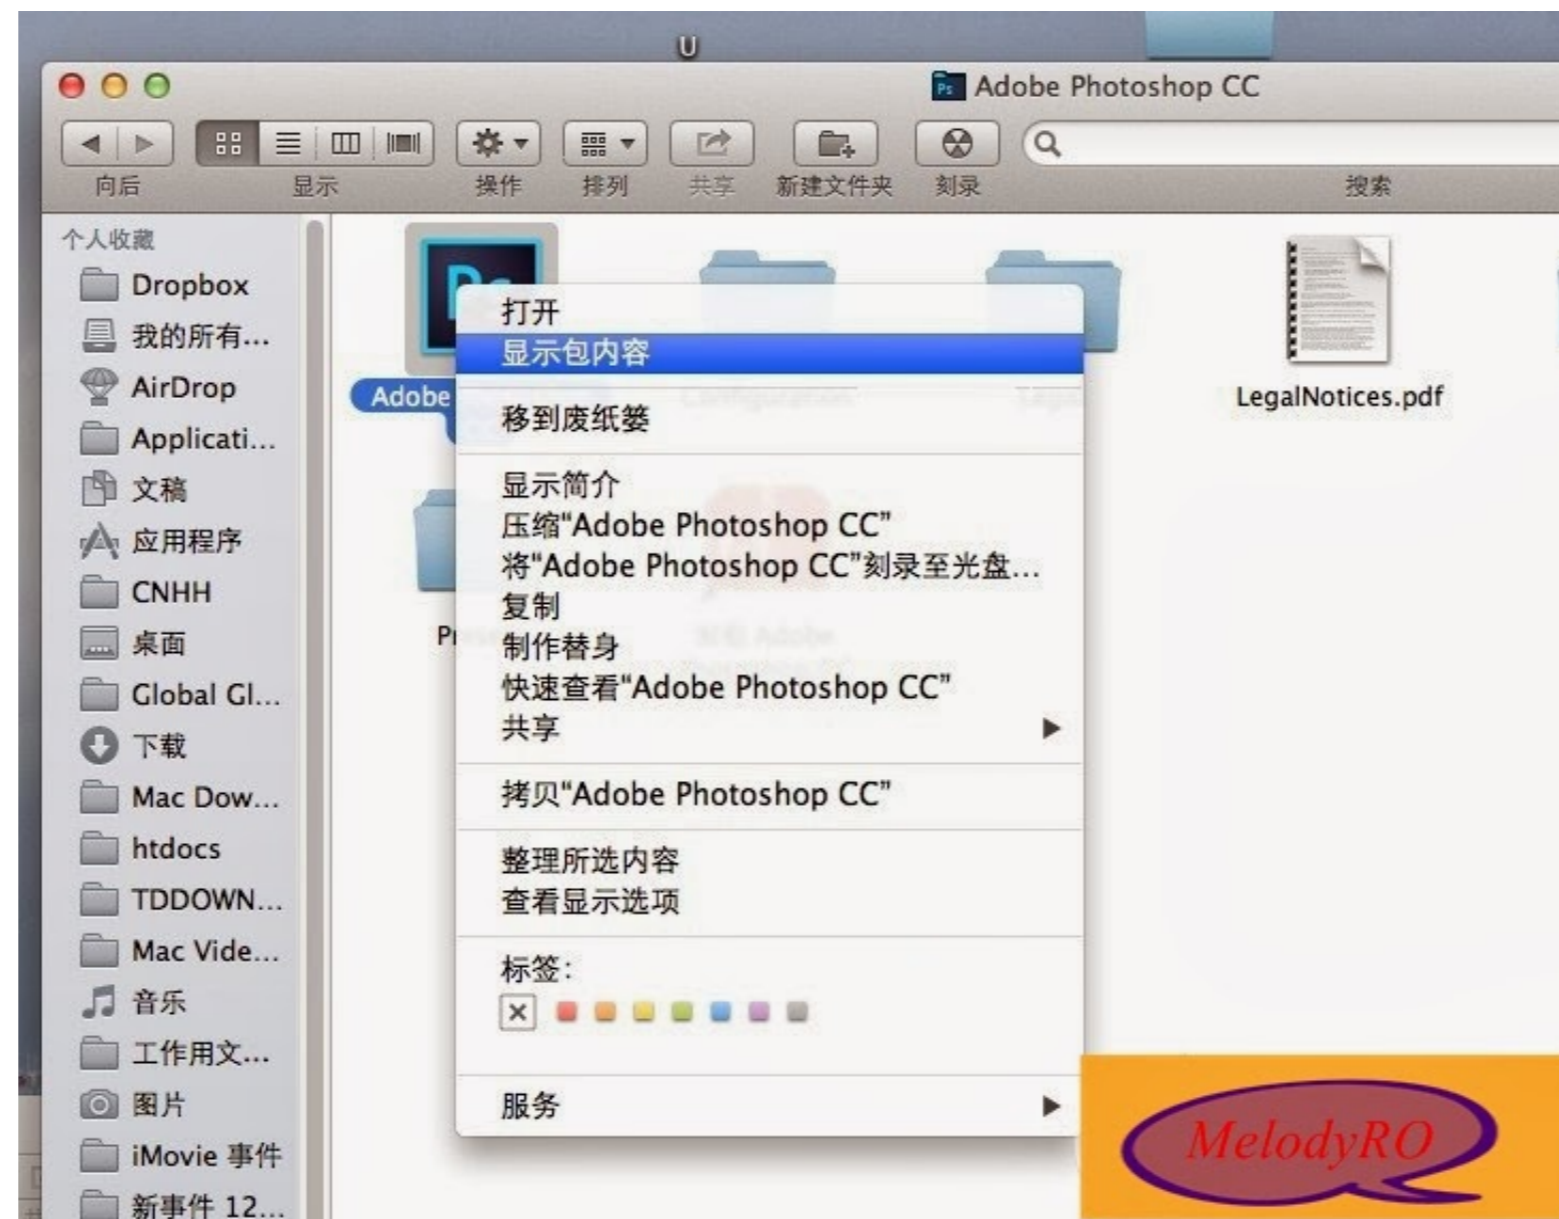 U
Adobe Photoshop CC
向后
显示
操作
排列
共享
新建文件夹
刻录
搜索
个人收藏
Dropbox
我的所有...
AirDrop
Applicati...
文稿
应用程序
CNHH
桌面
Global Gl...
下载
Mac Dow...
htdocs
TDDOWN...
Mac Vide...
音乐
工作用文...
图片
iMovie 事件
新事件 12...
Ps
Adobe
LegalNotices.pdf
打开
显示包内容
移到废纸篓
显示简介
压缩“Adobe Photoshop CC”
将“Adobe Photoshop CC”刻录至光盘...
复制
制作替身
快速查看“Adobe Photoshop CC”
共享
拷贝“Adobe Photoshop CC”
整理所选内容
查看显示选项
标签:
服务
MelodyRO